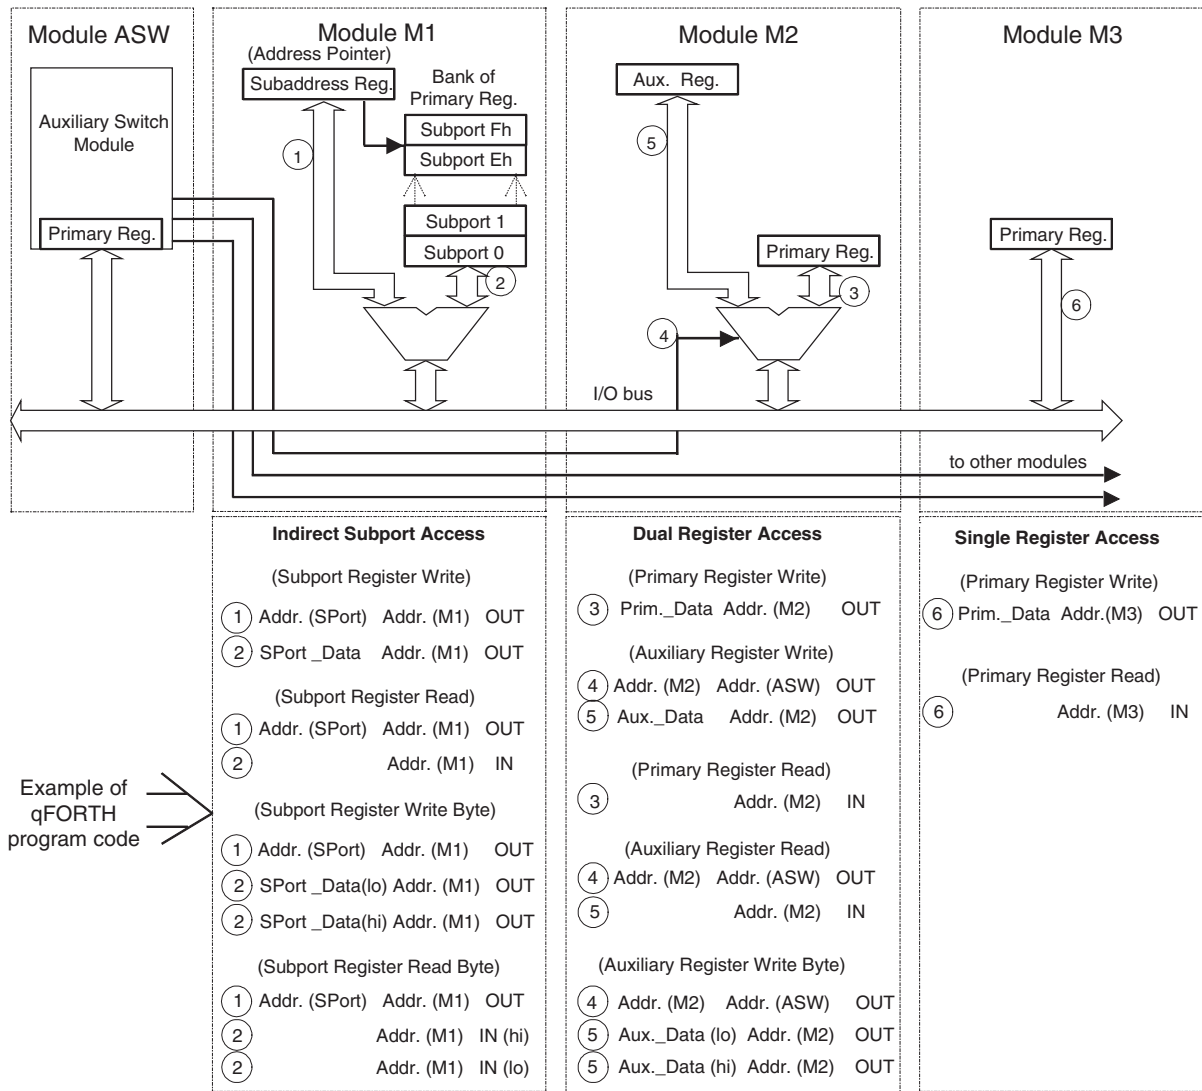 Module ASW
Auxiliary Switch
Module
Primary Reg.
Module M1
(Address Pointer)
Subaddress Reg.
Bank of
Primary Reg.
Subport Fh
Subport Eh
Subport 1
Subport 0
1
2
Module M2
Aux. Reg.
5
Primary Reg.
3
4
Module M3
Primary Reg.
6
I/O bus
to other modules
Example of
qFORTH
program code
Indirect Subport Access
(Subport Register Write)
1 Addr. (SPort) Addr. (M1) OUT
2 SPort _Data Addr. (M1) OUT
(Subport Register Read)
1 Addr. (SPort) Addr. (M1) OUT
2 Addr. (M1) IN
(Subport Register Write Byte)
1 Addr. (SPort) Addr. (M1) OUT
2 SPort _Data(lo) Addr. (M1) OUT
2 SPort _Data(hi) Addr. (M1) OUT
(Subport Register Read Byte)
1 Addr. (SPort) Addr. (M1) OUT
2 Addr. (M1) IN (hi)
2 Addr. (M1) IN (lo)
Dual Register Access
(Primary Register Write)
3 Prim._Data Addr. (M2) OUT
(Auxiliary Register Write)
4 Addr. (M2) Addr. (ASW) OUT
5 Aux._Data Addr. (M2) OUT
(Primary Register Read)
3 Addr. (M2) IN
(Auxiliary Register Read)
4 Addr. (M2) Addr. (ASW) OUT
5 Addr. (M2) IN
(Auxiliary Register Write Byte)
4 Addr. (M2) Addr. (ASW) OUT
5 Aux._Data (lo) Addr. (M2) OUT
5 Aux._Data (hi) Addr. (M2) OUT
Single Register Access
(Primary Register Write)
6 Prim._Data Addr.(M3) OUT
(Primary Register Read)
6 Addr. (M3) IN